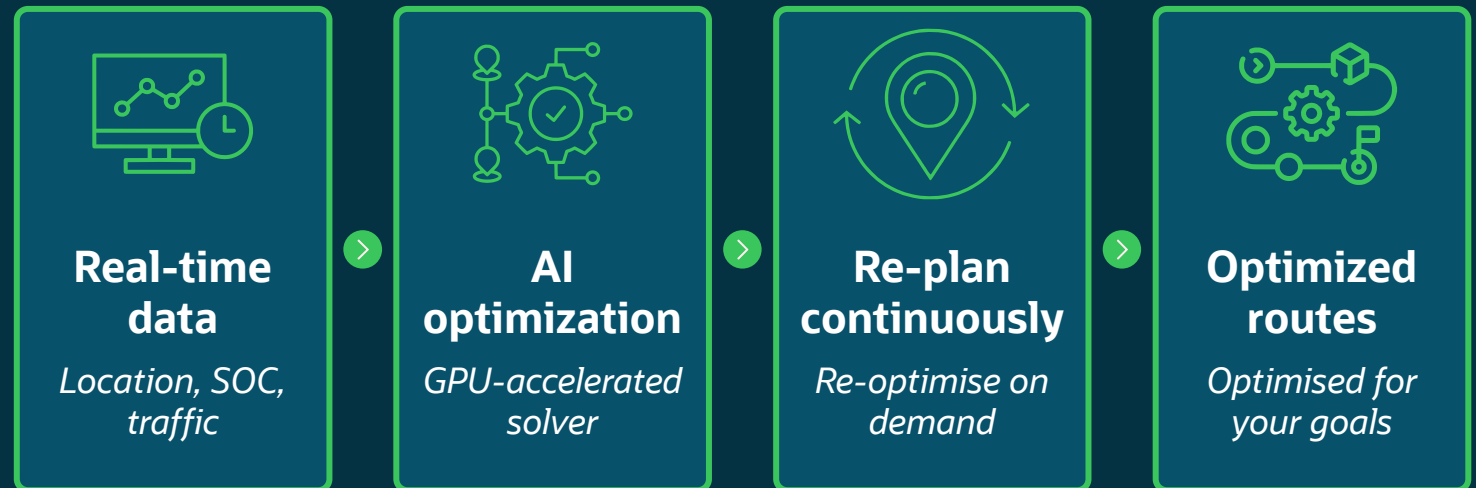 Real-time
data
Location, SOC,
traffic
AI
optimization
GPU-accelerated
solver
Re-plan
continuously
Re-optimise on
demand
Optimized
routes
Optimised for
your goals